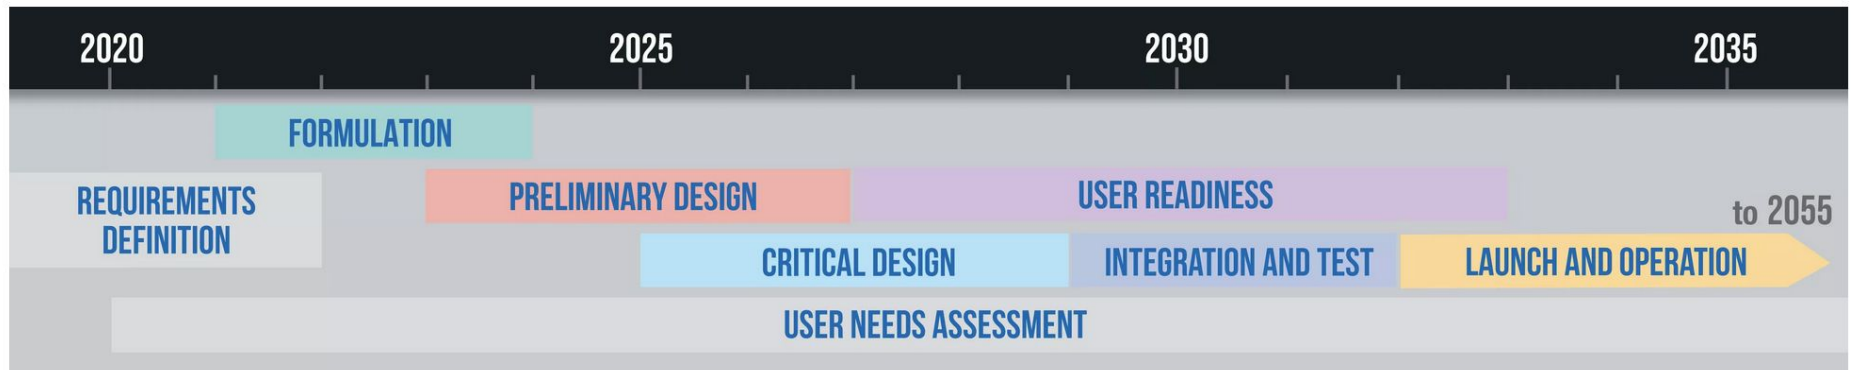 2020
2025
2030
2035
FORMULATION
REQUIREMENTS
DEFINITION
PRELIMINARY DESIGN
USER READINESS
to 2055
CRITICAL DESIGN
INTEGRATION AND TEST
LAUNCH AND OPERATION
USER NEEDS ASSESSMENT